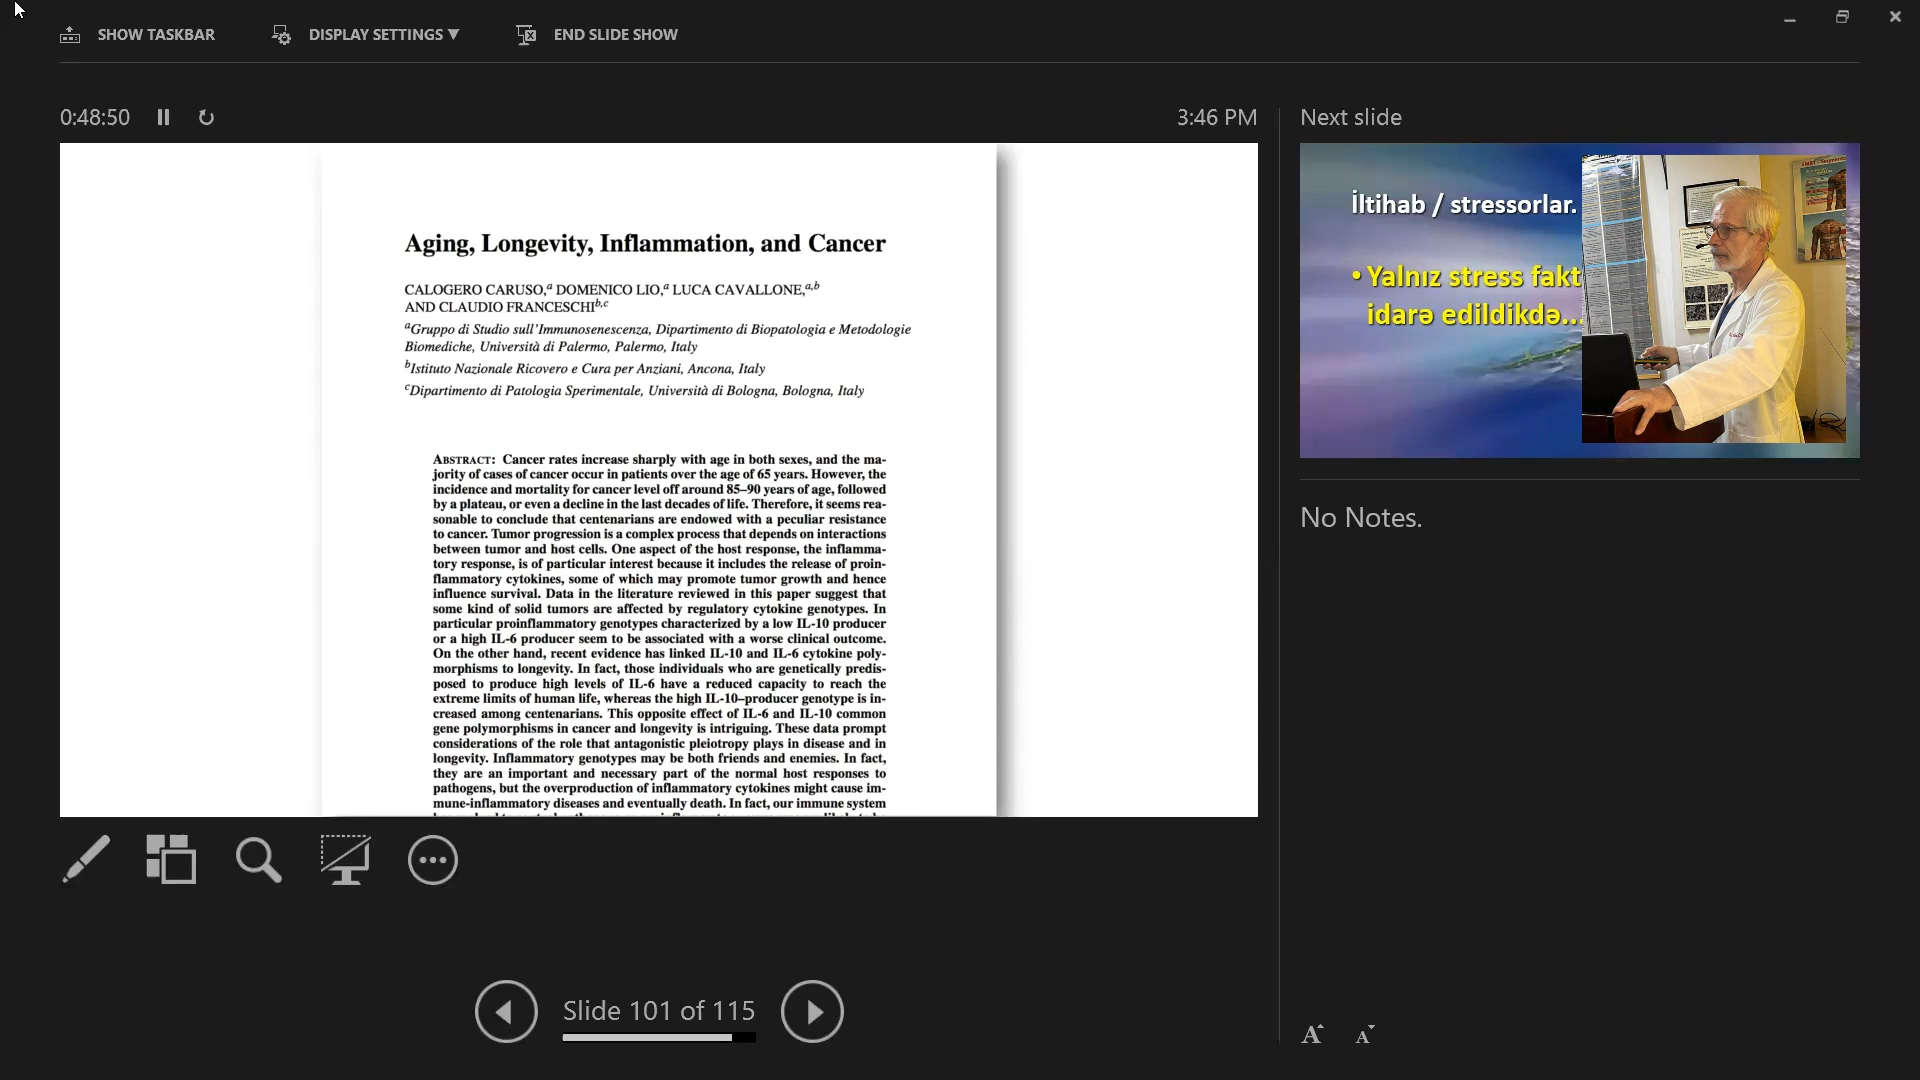 SHOW TASKBAR
DISPLAY SETTINGS ▼
END SLIDE SHOW
0:48:50
3:46 PM
Next slide
Aging, Longevity, Inflammation, and Cancer
CALOGERO CARUSO,a DOMENICO LIO,a LUCA CAVALLONE,a,b
AND CLAUDIO FRANCESCHIb,c
aGruppo di Studio sull'Immunosenescenza, Dipartimento di Biopatologia e Metodologie
Biomediche, Università di Palermo, Palermo, Italy
bIstituto Nazionale Ricovero e Cura per Anziani, Ancona, Italy
cDipartimento di Patologia Sperimentale, Università di Bologna, Bologna, Italy
ABSTRACT: Cancer rates increase sharply with age in both sexes, and the ma-
jority of cases of cancer occur in patients over the age of 65 years. However, the
incidence and mortality for cancer level off around 85–90 years of age, followed
by a plateau, or even a decline in the last decades of life. Therefore, it seems rea-
sonable to conclude that centenarians are endowed with a peculiar resistance
to cancer. Tumor progression is a complex process that depends on interactions
between tumor and host cells. One aspect of the host response, the inflamma-
tory response, is of particular interest because it includes the release of proin-
flammatory cytokines, some of which may promote tumor growth and hence
influence survival. Data in the literature reviewed in this paper suggest that
some kind of solid tumors are affected by regulatory cytokine genotypes. In
particular proinflammatory genotypes characterized by a low IL-10 producer
or a high IL-6 producer seem to be associated with a worse clinical outcome.
On the other hand, recent evidence has linked IL-10 and IL-6 cytokine poly-
morphisms to longevity. In fact, those individuals who are genetically predis-
posed to produce high levels of IL-6 have a reduced capacity to reach the
extreme limits of human life, whereas the high IL-10–producer genotype is in-
creased among centenarians. This opposite effect of IL-6 and IL-10 common
gene polymorphisms in cancer and longevity is intriguing. These data prompt
considerations of the role that antagonistic pleiotropy plays in disease and in
longevity. Inflammatory genotypes may be both friends and enemies. In fact,
they are an important and necessary part of the normal host responses to
pathogens, but the overproduction of inflammatory cytokines might cause im-
mune-inflammatory diseases and eventually death. In fact, our immune system
İltihab / stressorlar.
• Yalnız stress fakt
idarə edildikdə...
No Notes.
Slide 101 of 115
A A